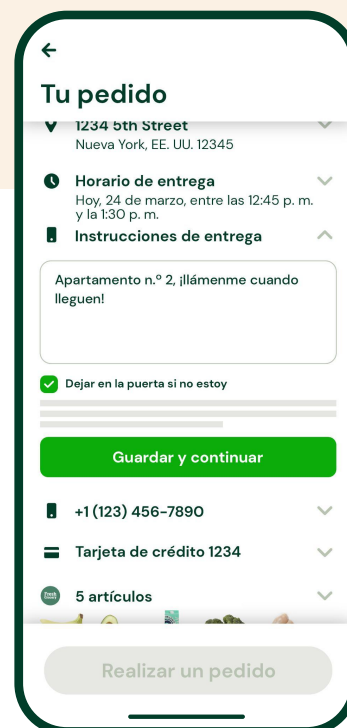 Tu pedido
1234 5th Street
Nueva York, EE. UU. 12345
Horario de entrega
Hoy, 24 de marzo, entre las 12:45 p. m.
y la 1:30 p. m.
Instrucciones de entrega
Apartamento n.º 2, ¡llámenme cuando
lleguen!
Dejar en la puerta si no estoy
Guardar y continuar
+1 (123) 456-7890
Tarjeta de crédito 1234
5 artículos
Realizar un pedido